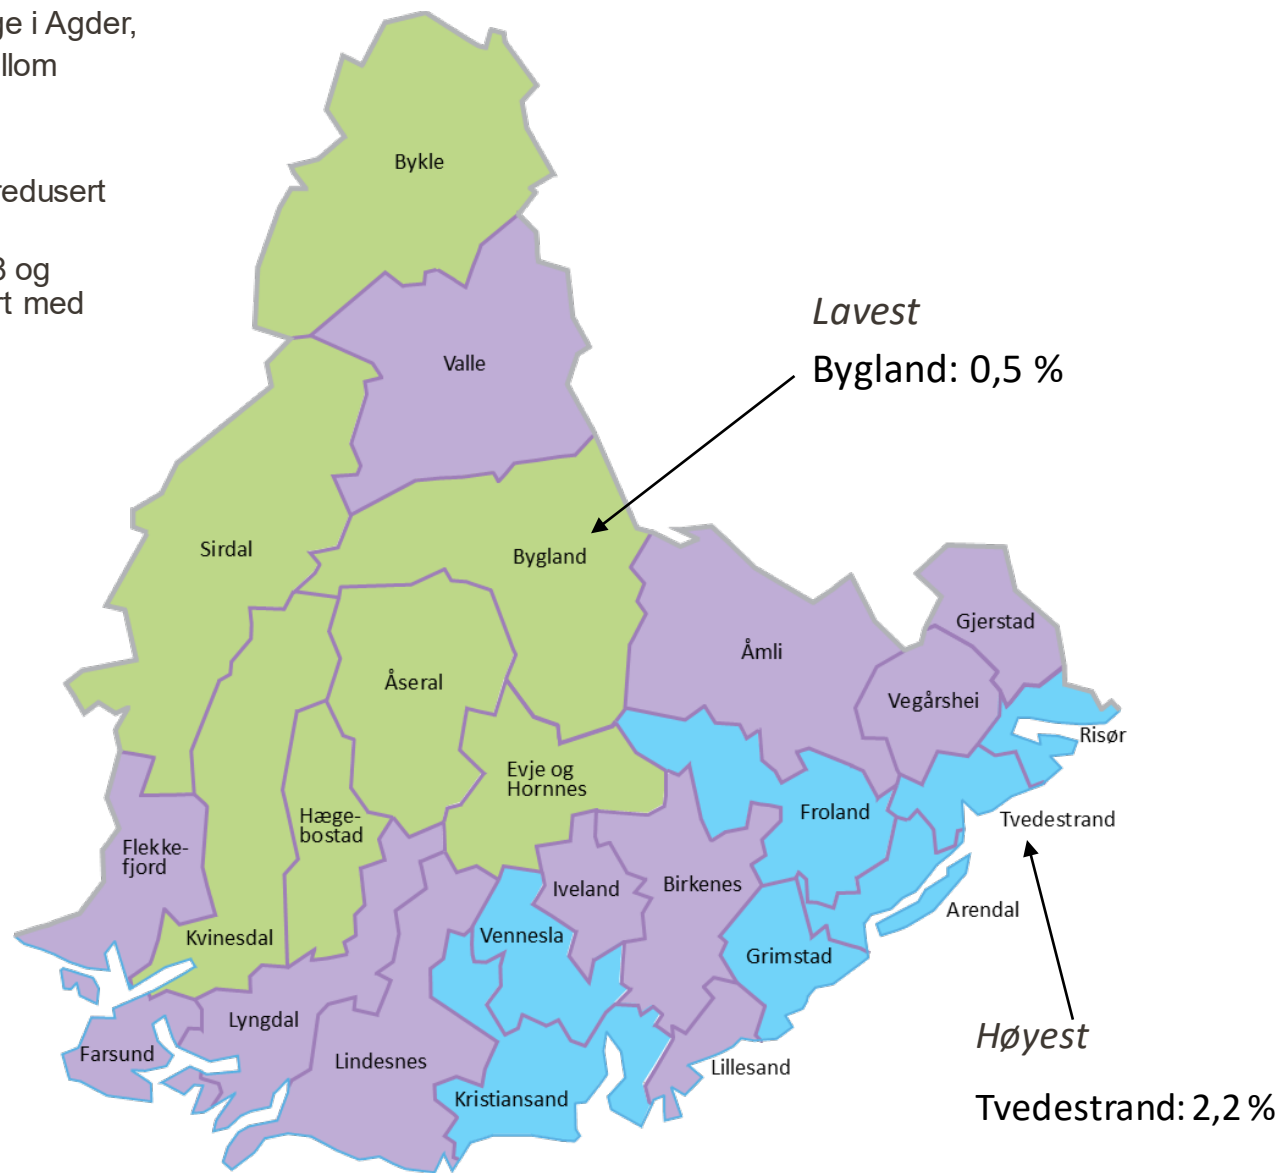 ge i Agder,
llom
redusert
3 og
rt med
Bykle
Lavest
Valle
Bygland: 0,5 %
Sirdal
Bygland
Gjerstad
Åmli
Åseral
Vegårshei
Risør
Evje og
Hornnes
Froland
Tvedestrand
Hæge-
bostad
Flekke-
fjord
Birkenes
Iveland
Arendal
Kvinesdal
Vennesla
Grimstad
Lyngdal
Høyest
Farsund
Lindesnes
Lillesand
Kristiansand
Tvedestrand: 2,2 %